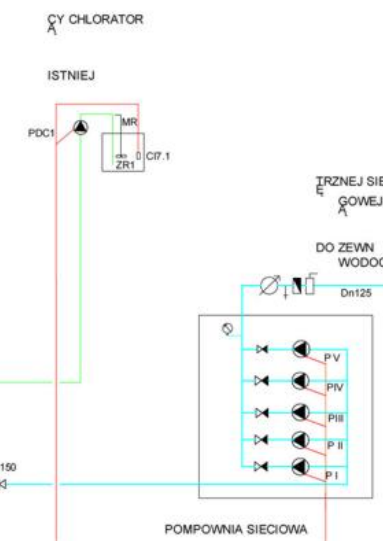 CY CHLORATOR
Ą
ISTNIEJ
MR
PDC1
Cl7.1
ZR1
TRZNEJ SIE
Ę
GOWEJ
Ą
DO ZEWN
WODOC
Dn125
P V
PIV
PIII
P II
150
P I
POMPOWNIA SIECIOWA